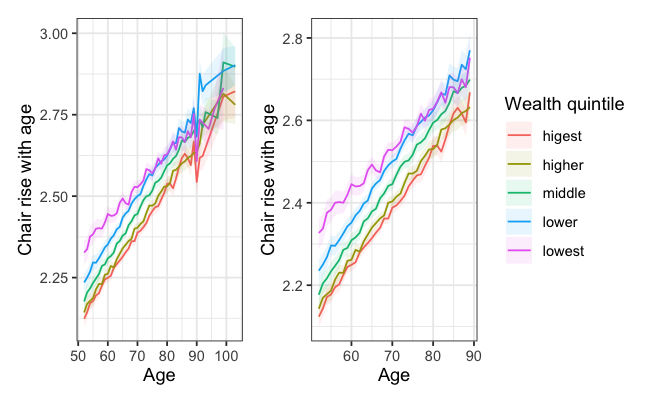 Chair rise with age
3.00
2.75
2.50
2.25
50 60 70 80 90 100
Age
Chair rise with age
2.8
2.6
2.4
2.2
60 70 80 90
Age
Wealth quintile
higest
higher
middle
lower
lowest